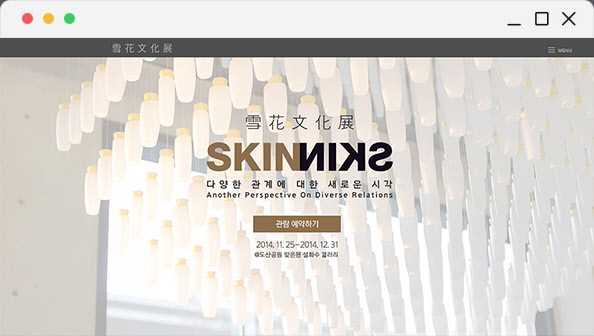 雪花文化展
MENU
雪花文化展
SKINNIKS
다양한 관계에 대한 새로운 시각
Another Perspective On Diverse Relations
관람 예약하기
2014. 11. 25-2014. 12. 31
@도산공원 맞은편 설화수 갤러리